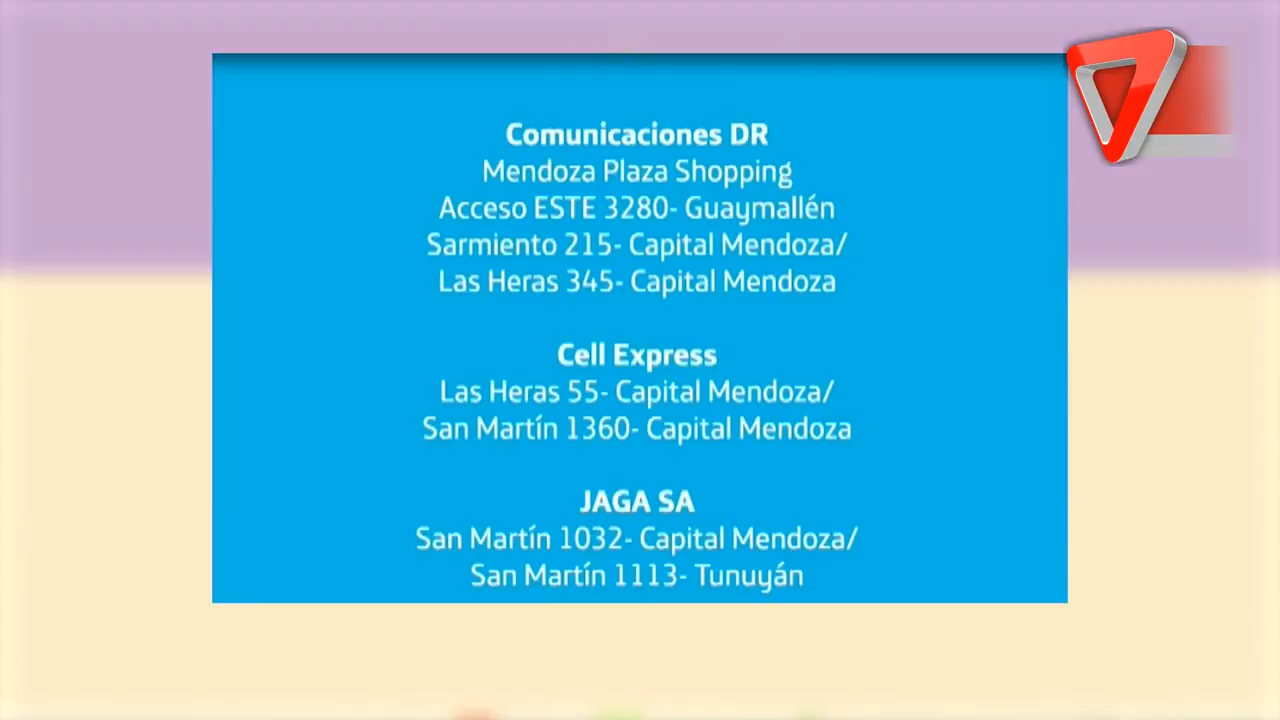 Comunicaciones DR
Mendoza Plaza Shopping
Acceso ESTE 3280- Guaymallén
Sarmiento 215- Capital Mendoza/
Las Heras 345- Capital Mendoza
Cell Express
Las Heras 55- Capital Mendoza/
San Martín 1360- Capital Mendoza
JAGA SA
San Martín 1032- Capital Mendoza/
San Martín 1113- Tunuyán